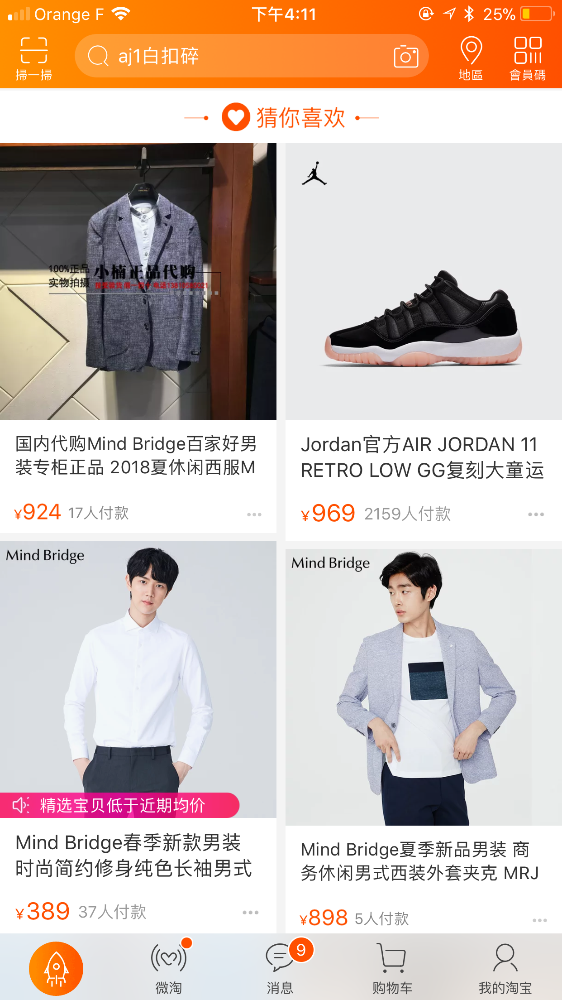 Orange F
下午4:11
25%
掃一掃
aj1白扣碎
地區
會員碼
猜你喜欢
100%正品
实物拍摄
小楠正品代购
国内代购Mind Bridge百家好男
装专柜正品 2018夏休闲西服M
¥924 17人付款
Jordan官方AIR JORDAN 11
RETRO LOW GG复刻大童运
¥969 2159人付款
Mind Bridge
精选宝贝低于近期均价
Mind Bridge春季新款男装
时尚简约修身纯色长袖男式
¥389 37人付款
Mind Bridge
Mind Bridge夏季新品男装 商
务休闲男式西装外套夹克 MRJ
¥898 5人付款
微淘
9
消息
购物车
我的淘宝